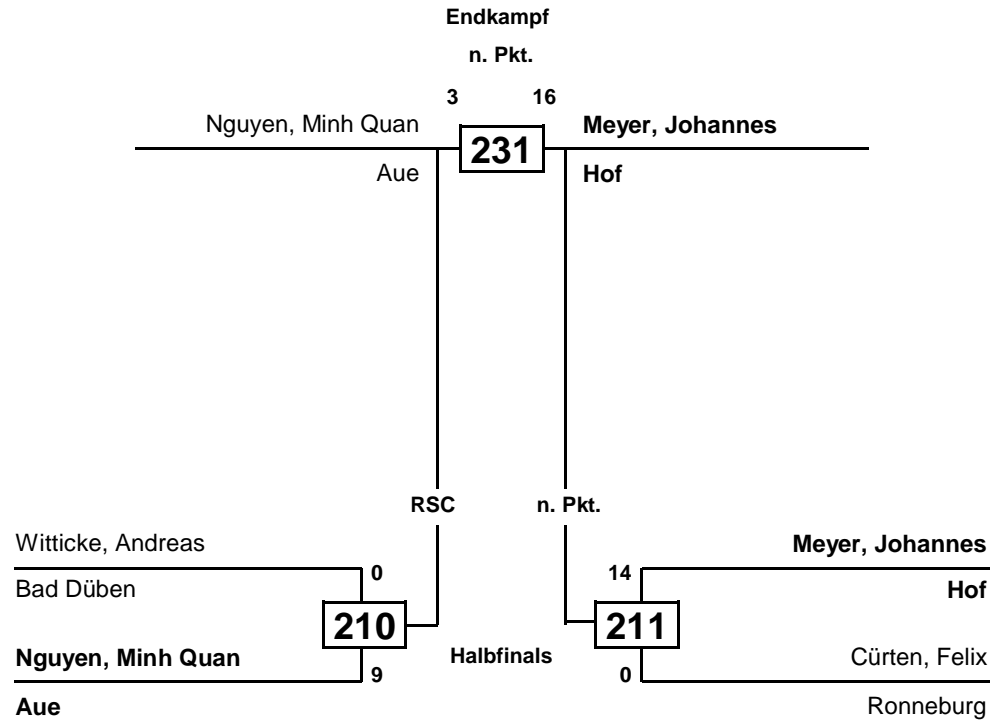 Endkampf
n. Pkt.
3 16
Nguyen, Minh Quan 231 Meyer, Johannes
Aue Hof
RSC n. Pkt.
Witticke, Andreas Meyer, Johannes
0 14
Bad Düben Hof
210 211
Nguyen, Minh Quan Halbfinals Cürten, Felix
9 0
Aue Ronneburg